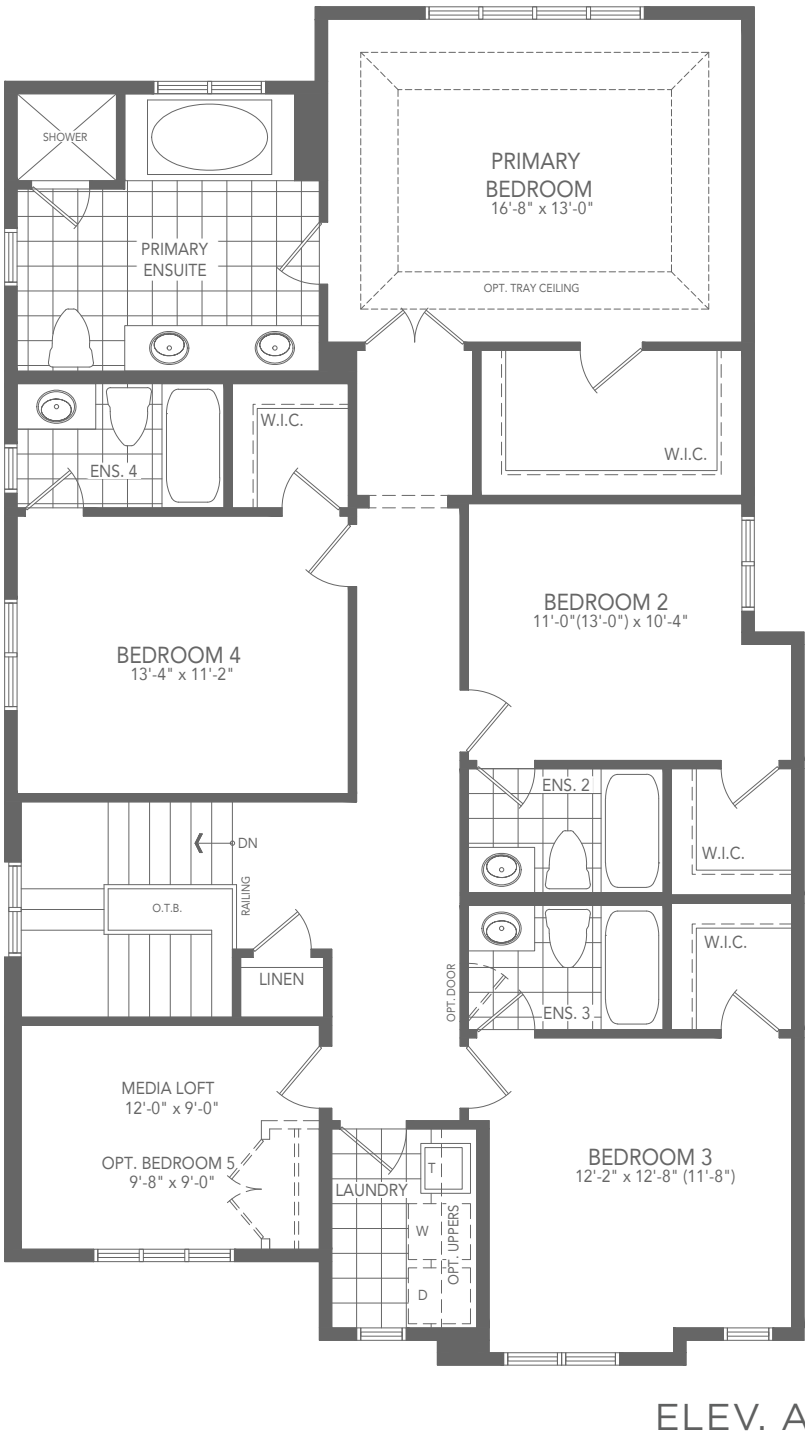 SHOWER
PRIMARY
BEDROOM
16'-8" x 13'-0"
PRIMARY
ENSUITE
OPT. TRAY CEILING
W.I.C.
W.I.C.
ENS. 4
BEDROOM 2
11'-0"(13'-0") x 10'-4"
BEDROOM 4
13'-4" x 11'-2"
ENS. 2
DN
W.I.C.
RAILING
O.T.B.
W.I.C.
LINEN
OPT. DOOR
ENS. 3
MEDIA LOFT
12'-0" x 9'-0"
OPT. BEDROOM 5
9'-8" x 9'-0"
BEDROOM 3
12'-2" x 12'-8" (11'-8")
T
LAUNDRY
W
OPT. UPPERS
D
ELEV. A